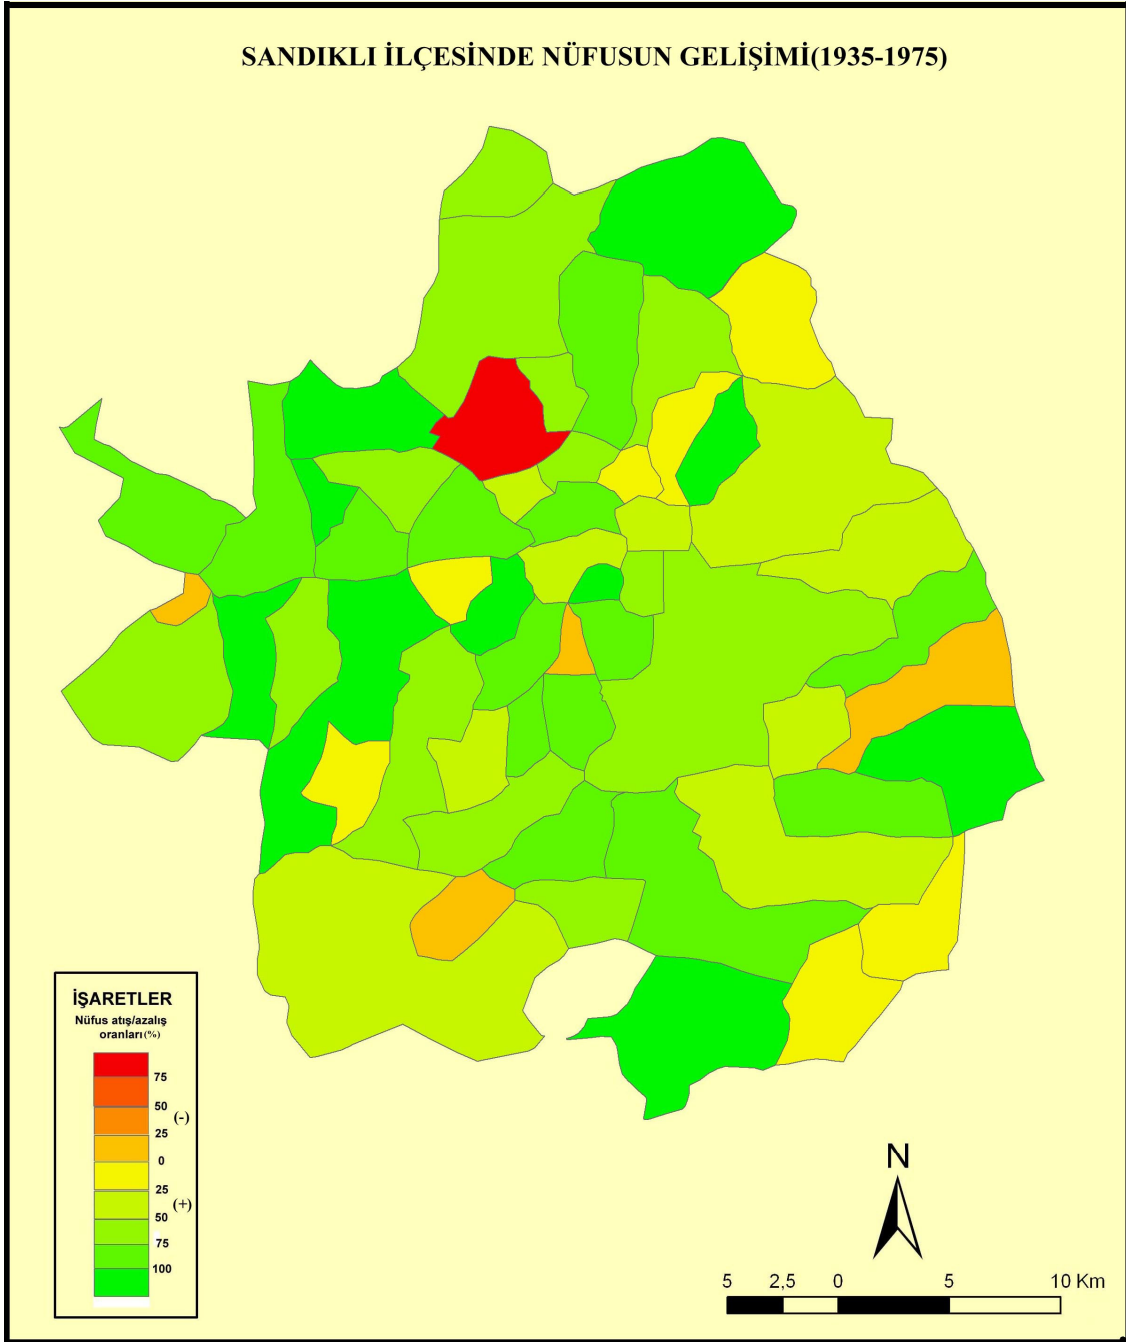 SANDIKLI İLÇESİNDE NÜFUSUN GELİŞİMİ(1935-1975)
İŞARETLER
Nüfus atış/azalış
oranları(%)
75
50
(-)
25
0
25
(+)
50
75
100
N
5 2,5 0 5 10 Km